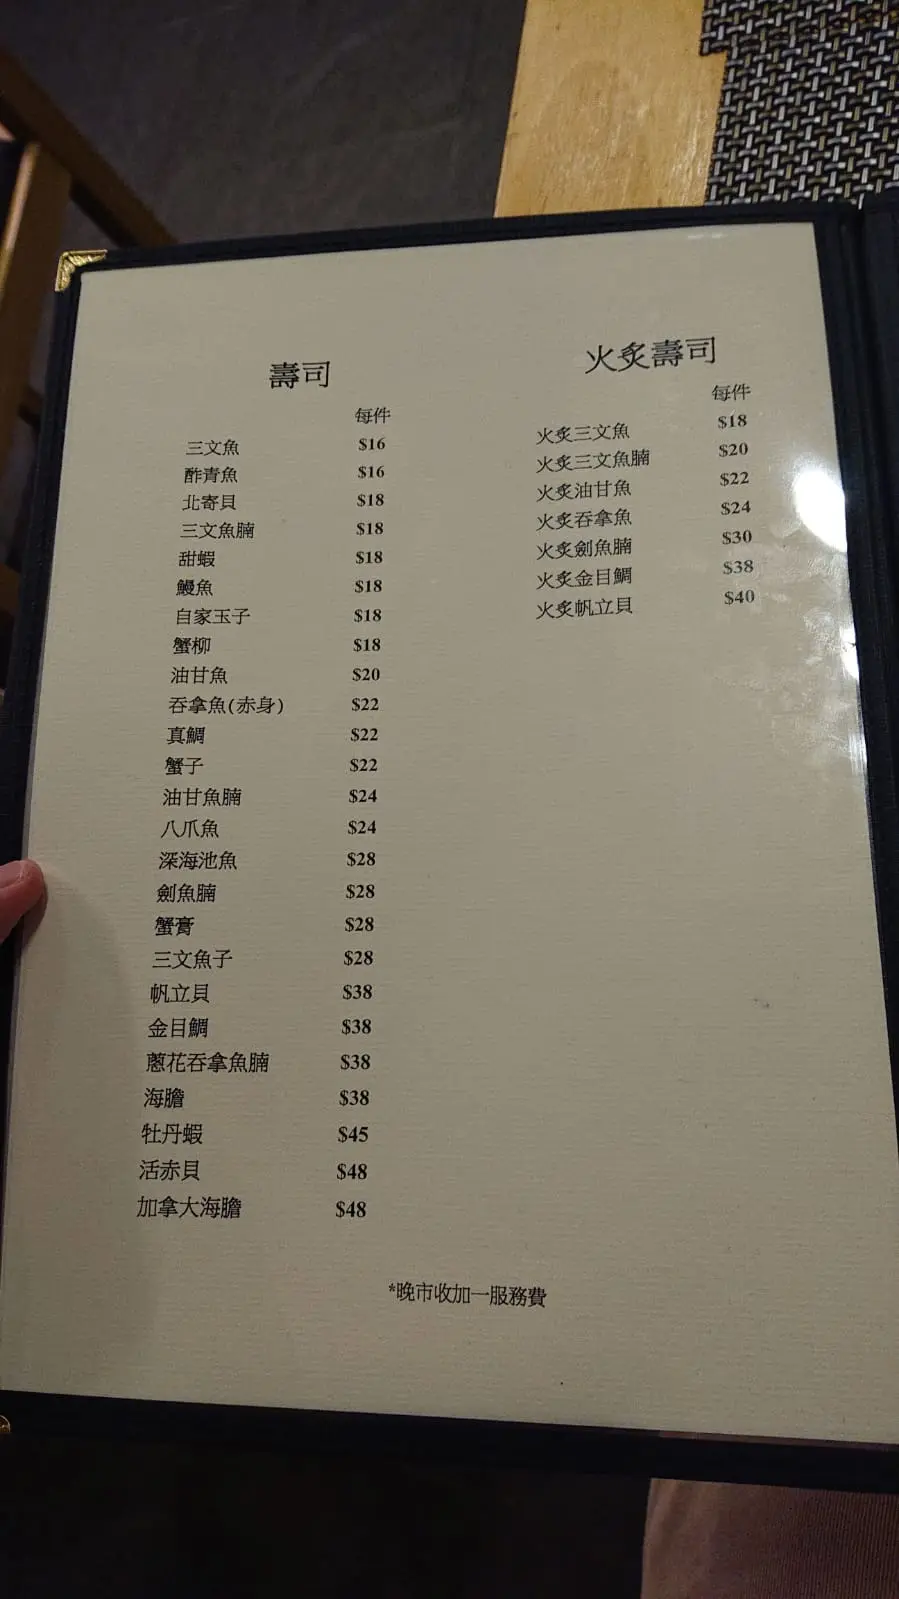 壽司
每件
三文魚 $16
酢青魚 $16
北寄貝 $18
三文魚腩 $18
甜蝦 $18
鰻魚 $18
自家玉子 $18
蟹柳 $18
油甘魚 $20
吞拿魚(赤身) $22
真鯛 $22
蟹子 $22
油甘魚腩 $24
八爪魚 $24
深海池魚 $28
劍魚腩 $28
蟹膏 $28
三文魚子 $28
帆立貝 $38
金目鯛 $38
蔥花吞拿魚腩 $38
海膽 $38
牡丹蝦 $45
活赤貝 $48
加拿大海膽 $48
火炙壽司
每件
火炙三文魚 $18
火炙三文魚腩 $20
火炙油甘魚 $22
火炙吞拿魚 $24
火炙劍魚腩 $30
火炙金目鯛 $38
火炙帆立貝 $40
*晚市收加一服務費